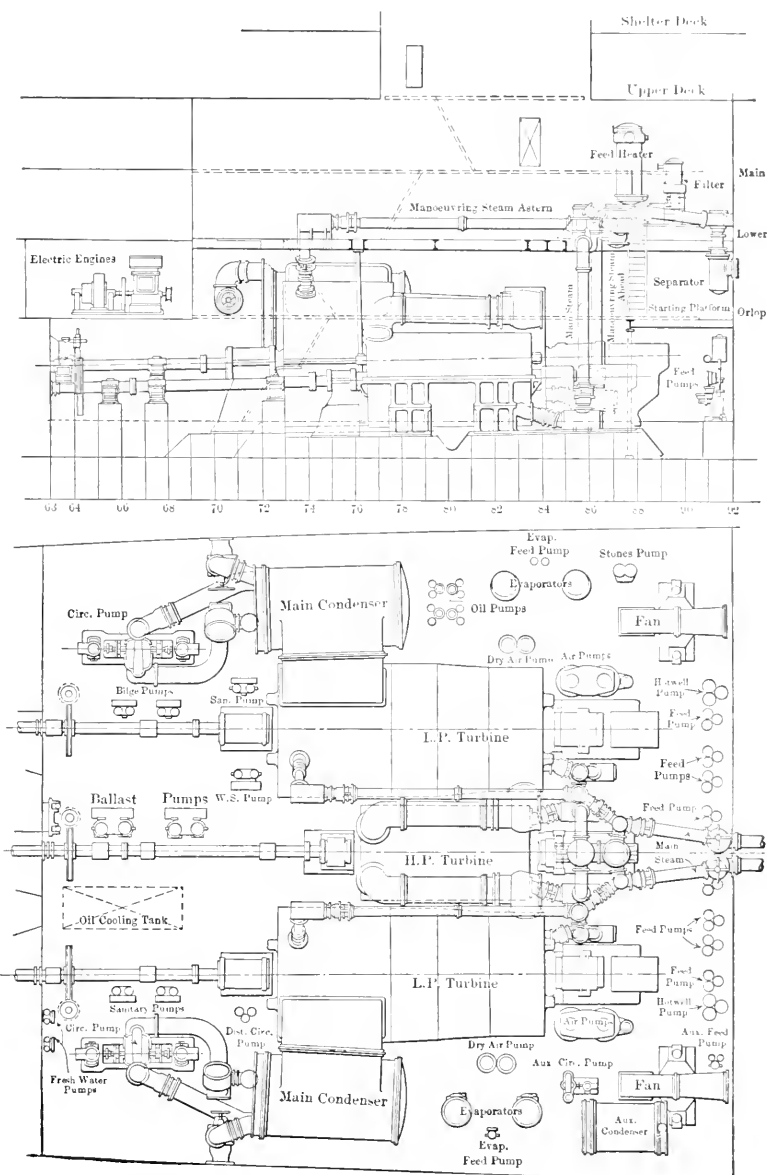 Shelter Deck
Upper Deck
Feed Heater
Main
Filter
Manoeuvring Steam Astern
Lower
Electric Engines
Main Steam
Manoeuvring Steam
Ahead
Separator
Starting Platform
Orlop
Feed
Pumps
63 64 66 68 70 72 74 76 78 80 82 84 86 88 90 92
Evap.
Feed Pump
Stones Pump
Evaporators
Main Condenser
Oil Pumps
Circ. Pump
Fan
Dry Air Pump
Air Pumps
Bilge Pumps
San. Pump
Hotwell
Pump
Feed
Pump
L.P. Turbine
Feed
Pumps
Ballast Pumps
W.S. Pump
Feed Pump
H.P. Turbine
Main
Steam
Oil Cooling Tank
Feed Pumps
L.P. Turbine
Feed
Pump
Sanitary Pumps
Hotwell
Pump
Circ. Pump
Dist. Circ.
Pump
Air Pumps
Aux. Feed
Pump
Dry Air Pump
Aux. Circ. Pump
Fresh Water
Pumps
Fan
Main Condenser
Evaporators
Aux.
Condenser
Evap.
Feed Pump